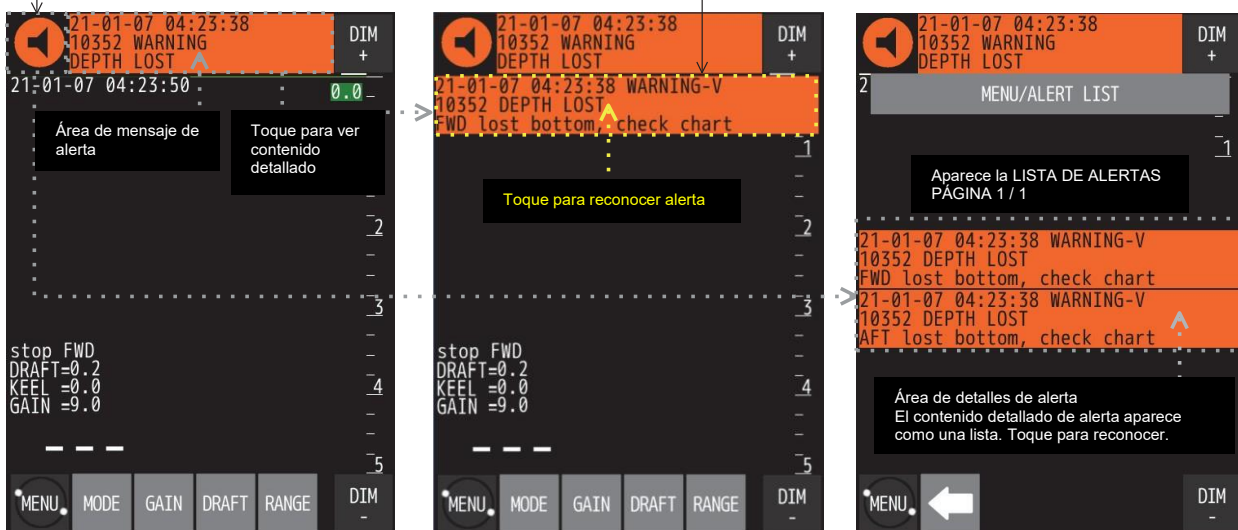 21-01-07 04:23:38
10352 WARNING
DEPTH LOST
DIM
+
21-01-07 04:23:50
0.0
Área de mensaje de
alerta
Toque para ver
contenido
detallado
2
3
stop FWD
DRAFT=0.2
KEEL =0.0
GAIN =9.0
4
- - -
5
MENU
MODE
GAIN
DRAFT
RANGE
DIM
-
21-01-07 04:23:38
10352 WARNING
DEPTH LOST
DIM
+
21-01-07 04:23:38 WARNING-V
10352 DEPTH LOST
FWD lost bottom, check chart
1
Toque para reconocer alerta
2
3
stop FWD
DRAFT=0.2
KEEL =0.0
GAIN =9.0
4
- - -
5
MENU
MODE
GAIN
DRAFT
RANGE
DIM
-
21-01-07 04:23:38
10352 WARNING
DEPTH LOST
DIM
+
2
MENU/ALERT LIST
1
Aparece la LISTA DE ALERTAS
PÁGINA 1 / 1
21-01-07 04:23:38 WARNING-V
10352 DEPTH LOST
FWD lost bottom, check chart
21-01-07 04:23:38 WARNING-V
10352 DEPTH LOST
AFT lost bottom, check chart
Área de detalles de alerta
El contenido detallado de alerta aparece
como una lista. Toque para reconocer.
MENU
DIM
-